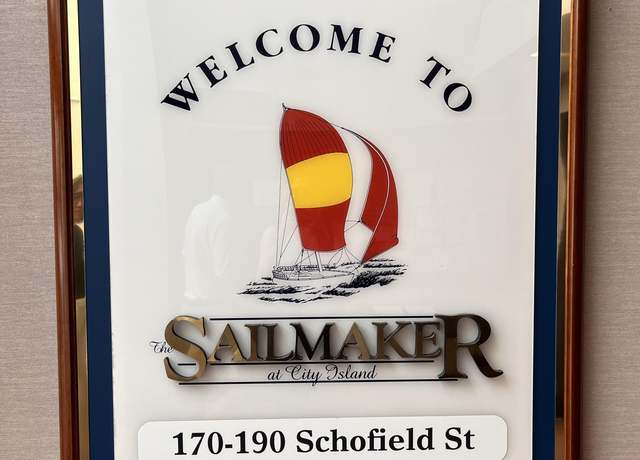 WELCOME TO
The SAILMAKER
at City Island
170-190 Schofield St